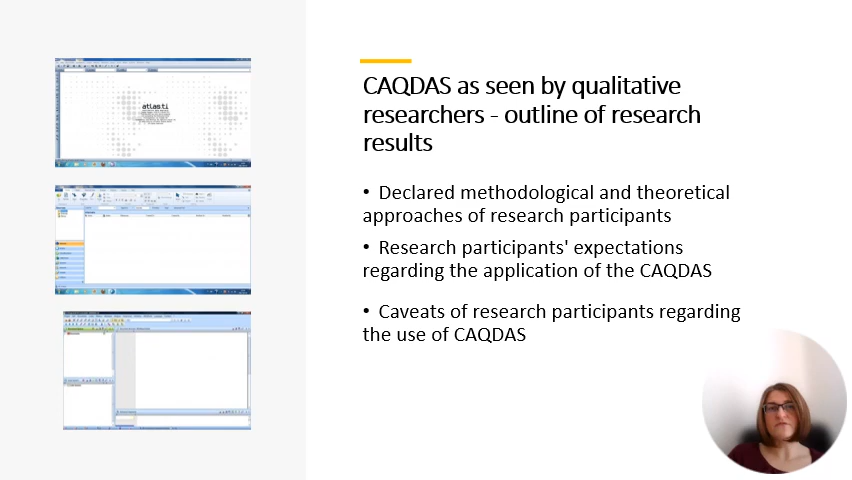 atlas.ti
CAQDAS as seen by qualitative
researchers - outline of research
results
• Declared methodological and theoretical
approaches of research participants
• Research participants' expectations
regarding the application of the CAQDAS
• Caveats of research participants regarding
the use of CAQDAS